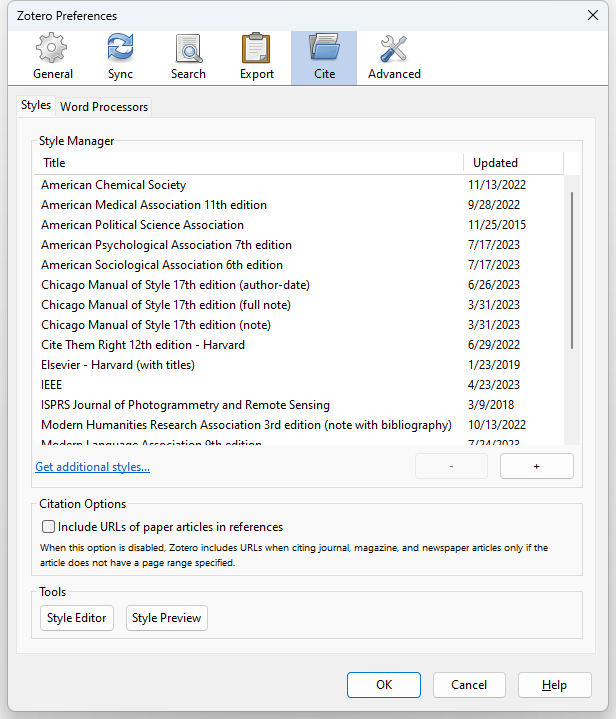 Zotero Preferences
General Sync Search Export Cite Advanced
Styles Word Processors
Style Manager
Title Updated
American Chemical Society 11/13/2022
American Medical Association 11th edition 9/28/2022
American Political Science Association 11/25/2015
American Psychological Association 7th edition 7/17/2023
American Sociological Association 6th edition 7/17/2023
Chicago Manual of Style 17th edition (author-date) 6/26/2023
Chicago Manual of Style 17th edition (full note) 3/31/2023
Chicago Manual of Style 17th edition (note) 3/31/2023
Cite Them Right 12th edition - Harvard 6/29/2022
Elsevier - Harvard (with titles) 1/23/2019
IEEE 4/23/2023
ISPRS Journal of Photogrammetry and Remote Sensing 3/9/2018
Modern Humanities Research Association 3rd edition (note with bibliography) 10/13/2022
Modern Language Association 9th edition 7/24/2023
Get additional styles... - +
Citation Options
Include URLs of paper articles in references
When this option is disabled, Zotero includes URLs when citing journal, magazine, and newspaper articles only if the
article does not have a page range specified.
Tools
Style Editor Style Preview
OK Cancel Help